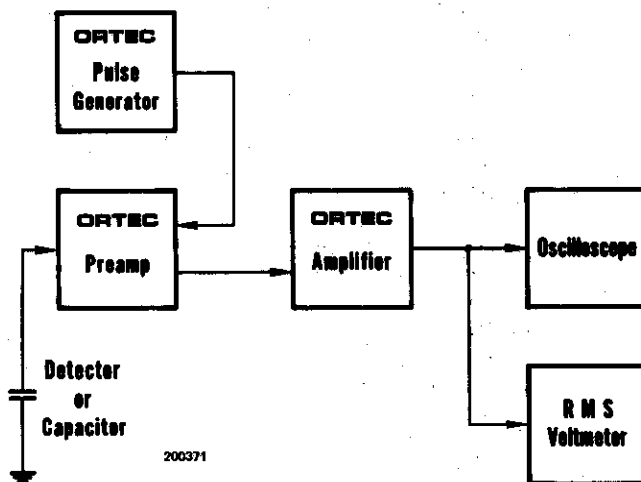 ORTEC
Pulse
Generator
ORTEC
Preamp
ORTEC
Amplifier
Oscilloscope
Detector
or
Capacitor
R M S
Voltmeter
200371